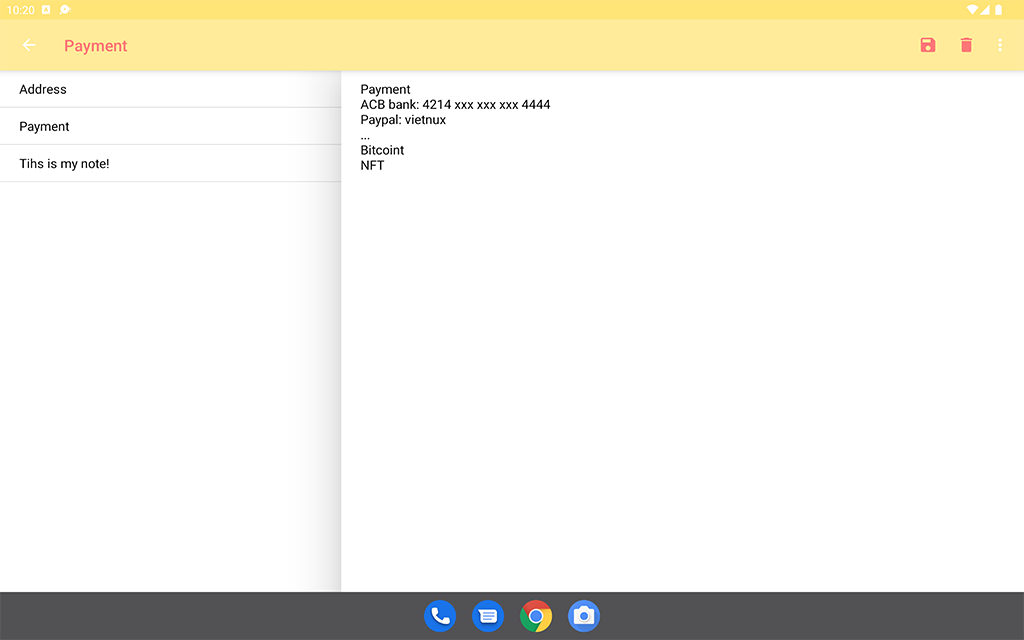 10:20
Payment
Address
Payment
Tihs is my note!
Payment
ACB bank: 4214 xxx xxx xxx 4444
Paypal: vietnux
...
Bitcoint
NFT